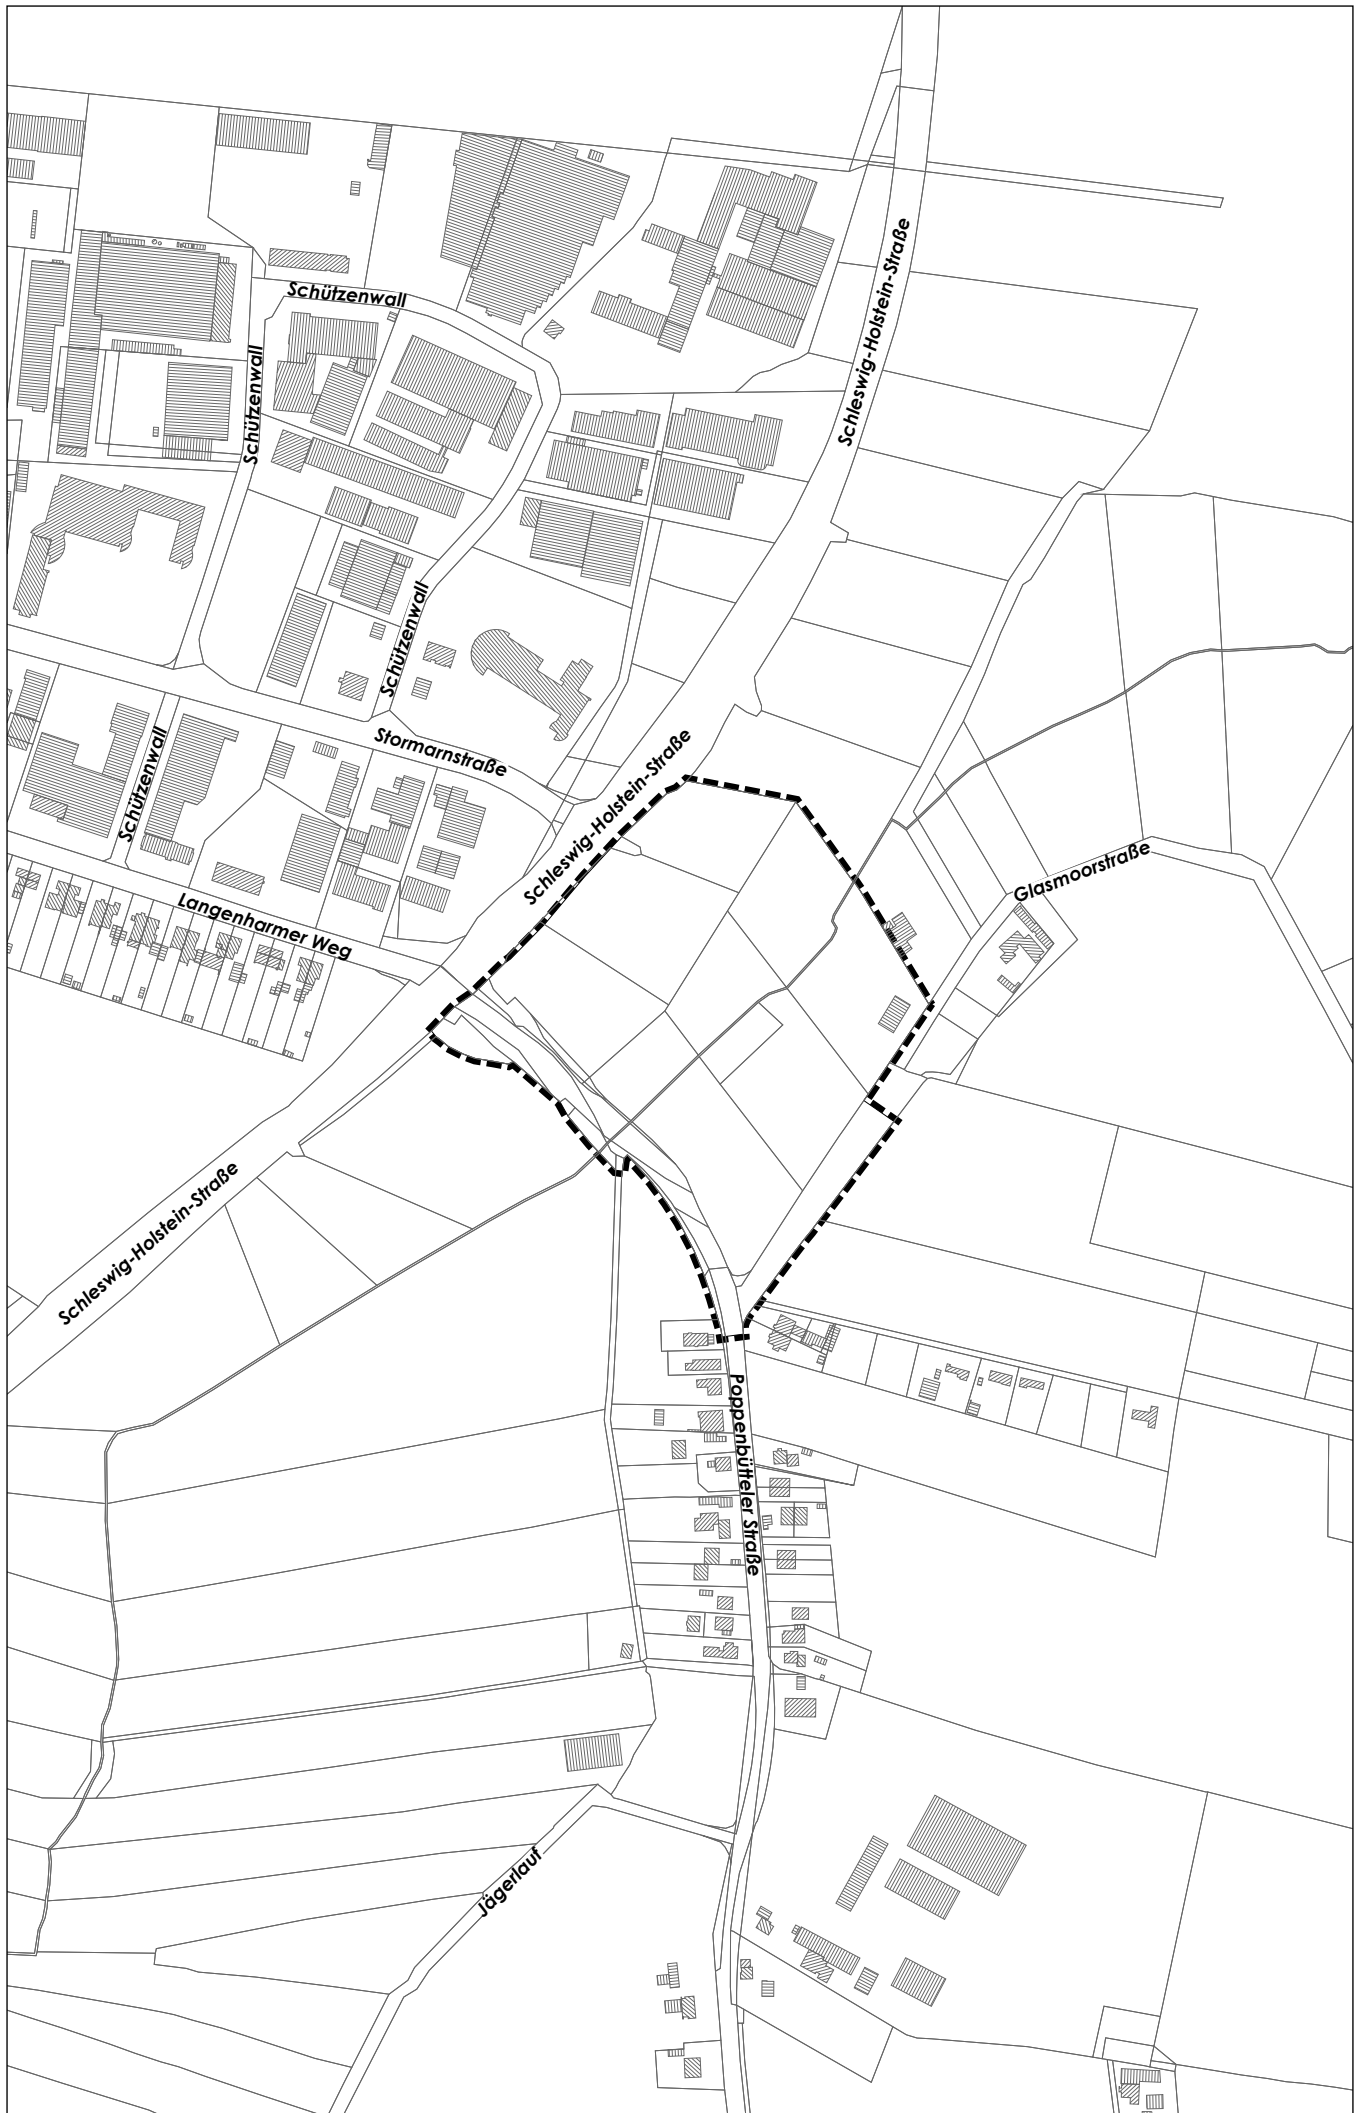 Schützenwall
Schleswig-Holstein-Straße
Schützenwall
Schützenwall
Stormarnstraße
Schützenwall
Schleswig-Holstein-Straße
Glasmoorstraße
Langenharmer Weg
Schleswig-Holstein-Straße
Poppenbütteler Straße
Jägerlauf